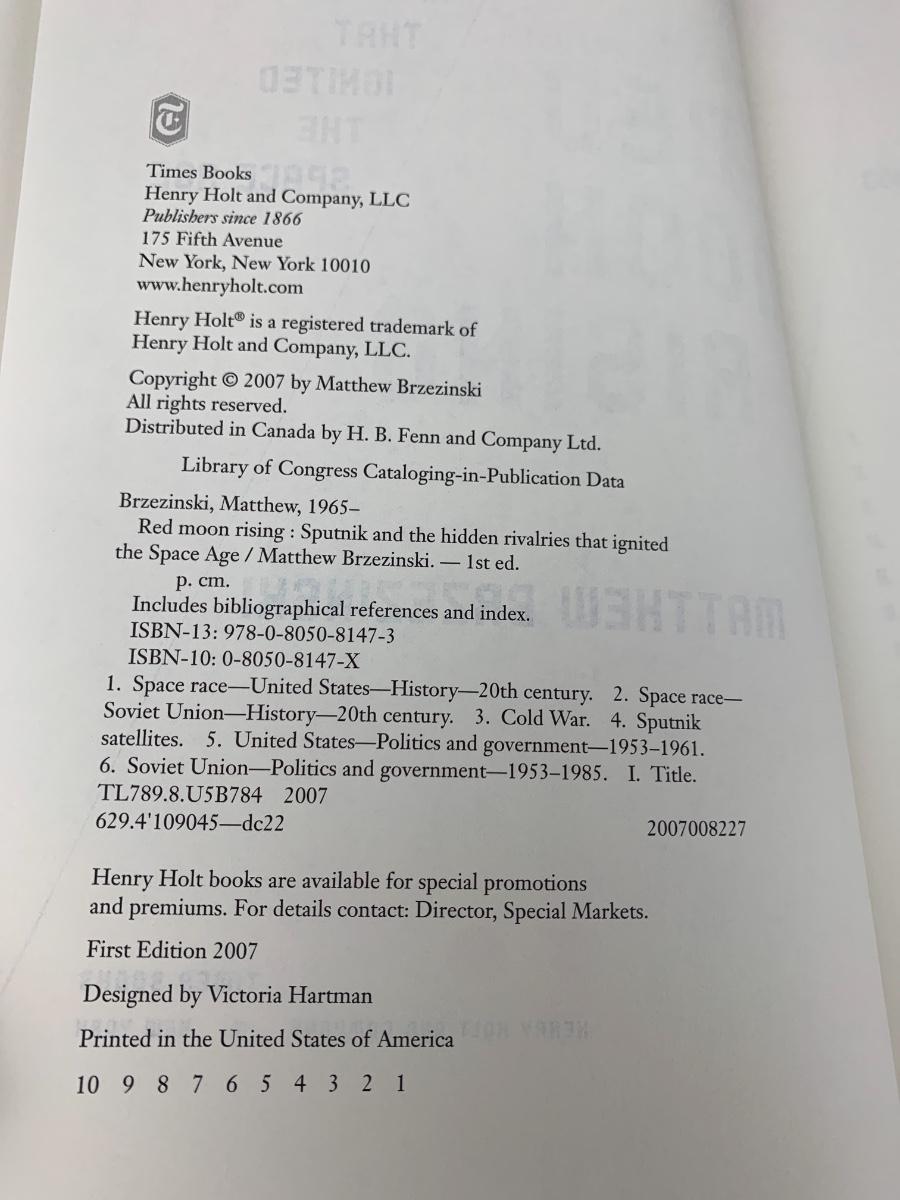 Times Books
Henry Holt and Company, LLC
Publishers since 1866
175 Fifth Avenue
New York, New York 10010
www.henryholt.com
Henry Holt® is a registered trademark of
Henry Holt and Company, LLC.
Copyright © 2007 by Matthew Brzezinski
All rights reserved.
Distributed in Canada by H. B. Fenn and Company Ltd.
Library of Congress Cataloging-in-Publication Data
Brzezinski, Matthew, 1965–
Red moon rising : Sputnik and the hidden rivalries that ignited
the Space Age / Matthew Brzezinski. — 1st ed.
p. cm.
Includes bibliographical references and index.
ISBN-13: 978-0-8050-8147-3
ISBN-10: 0-8050-8147-X
1. Space race—United States—History—20th century. 2. Space race—
Soviet Union—History—20th century. 3. Cold War. 4. Sputnik
satellites. 5. United States—Politics and government—1953–1961.
6. Soviet Union—Politics and government—1953–1985. I. Title.
TL789.8.U5B784 2007
629.4'109045—dc22 2007008227
Henry Holt books are available for special promotions
and premiums. For details contact: Director, Special Markets.
First Edition 2007
Designed by Victoria Hartman
Printed in the United States of America
10 9 8 7 6 5 4 3 2 1